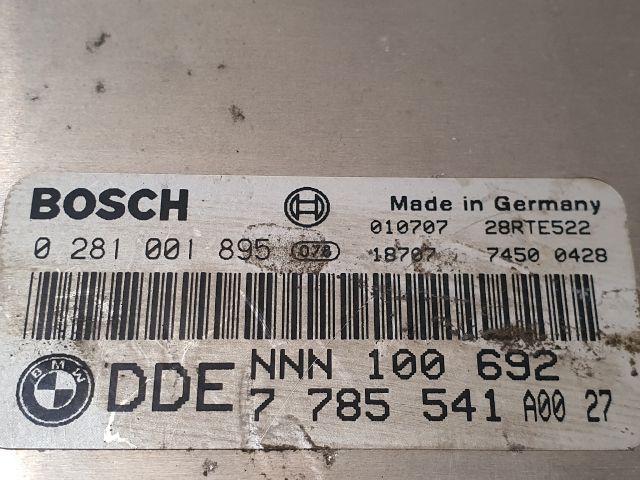 BOSCH
Made in Germany
010707 28RTE522
0 281 001 895 078 18707 7450 0428
BMW DDE NNN 100 692
7 785 541 A00 27